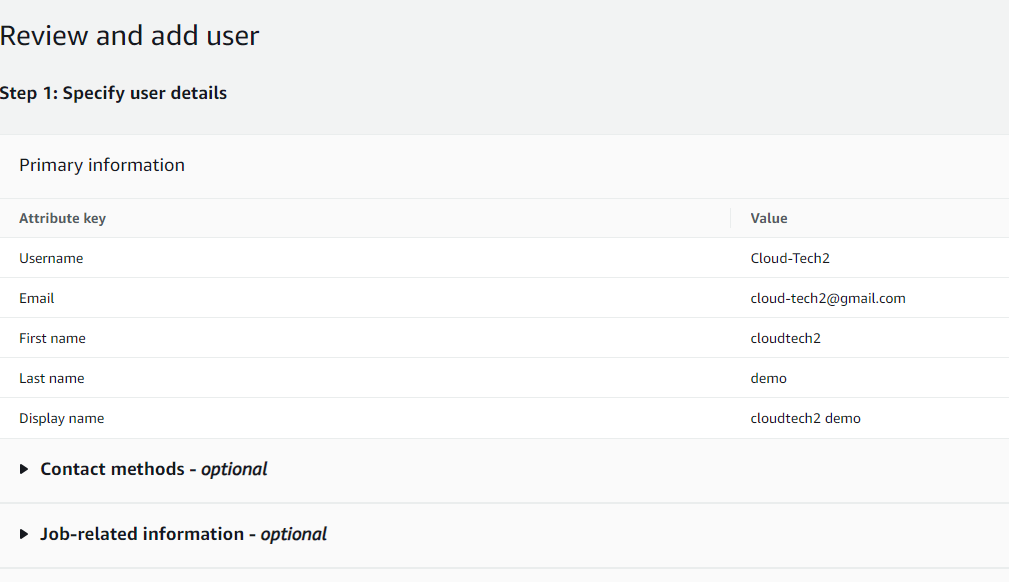 Review and add user
Step 1: Specify user details
Primary information
Attribute key Value
Username Cloud-Tech2
Email cloud-tech2@gmail.com
First name cloudtech2
Last name demo
Display name cloudtech2 demo
Contact methods - optional
Job-related information - optional